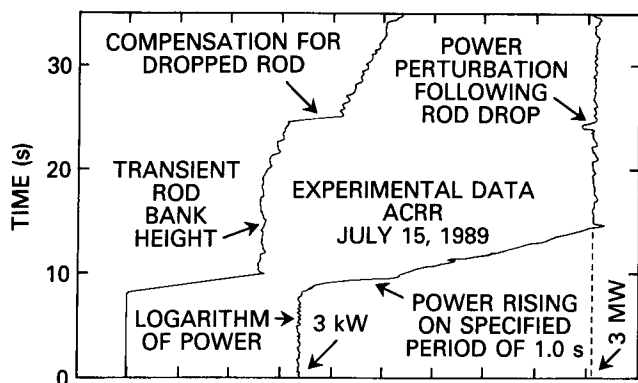 COMPENSATION FOR
DROPPED ROD
POWER
PERTURBATION
FOLLOWING
ROD DROP
TRANSIENT
ROD
BANK
HEIGHT
EXPERIMENTAL DATA
ACRR
JULY 15, 1989
LOGARITHM
OF POWER
3 kW
POWER RISING
ON SPECIFIED
PERIOD OF 1.0 s
3 MW
TIME (s)
30
20
10
0